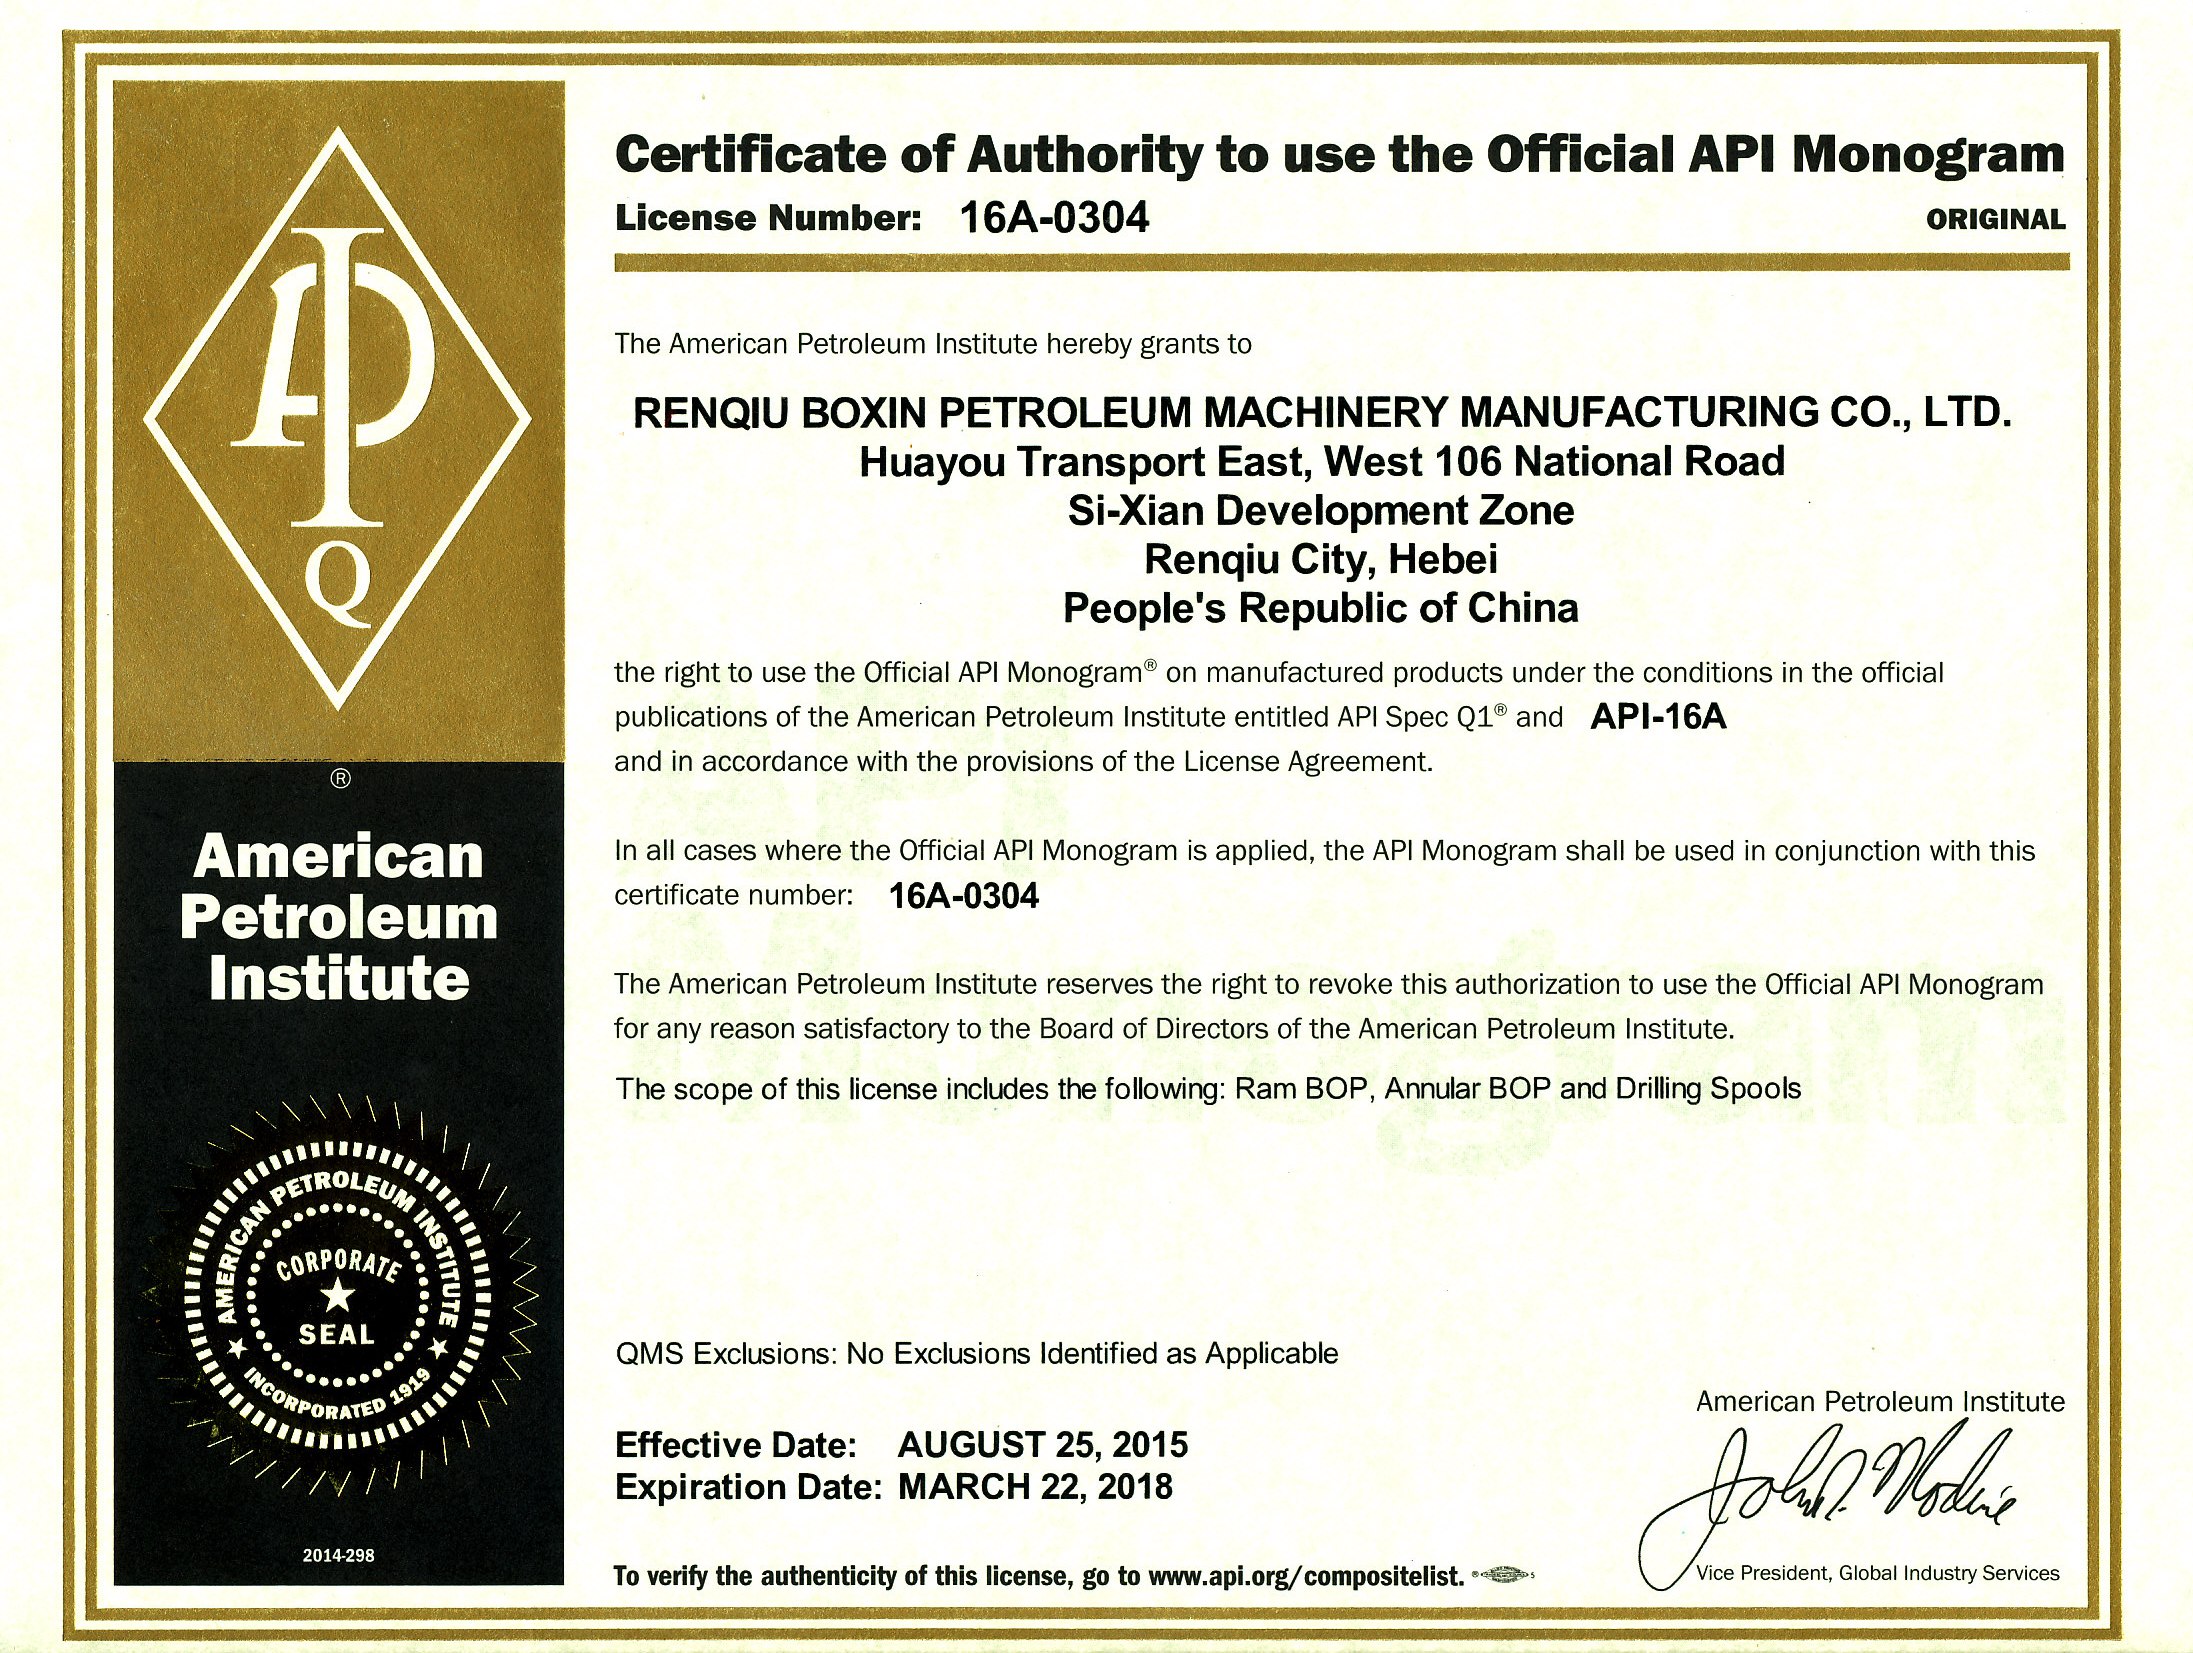 Certificate of Authority to use the Official API Monogram
License Number: 16A-0304
ORIGINAL
The American Petroleum Institute hereby grants to
RENQIU BOXIN PETROLEUM MACHINERY MANUFACTURING CO., LTD.
Huayou Transport East, West 106 National Road
Si-Xian Development Zone
Renqiu City, Hebei
People's Republic of China
the right to use the Official API Monogram® on manufactured products under the conditions in the official
publications of the American Petroleum Institute entitled API Spec Q1® and API-16A
and in accordance with the provisions of the License Agreement.
In all cases where the Official API Monogram is applied, the API Monogram shall be used in conjunction with this
certificate number: 16A-0304
The American Petroleum Institute reserves the right to revoke this authorization to use the Official API Monogram
for any reason satisfactory to the Board of Directors of the American Petroleum Institute.
The scope of this license includes the following: Ram BOP, Annular BOP and Drilling Spools
QMS Exclusions: No Exclusions Identified as Applicable
Effective Date: AUGUST 25, 2015
Expiration Date: MARCH 22, 2018
To verify the authenticity of this license, go to www.api.org/compositelist.
American Petroleum Institute
Vice President, Global Industry Services
API
Q
®
American
Petroleum
Institute
AMERICAN PETROLEUM INSTITUTE
CORPORATE
SEAL
INCORPORATED 1919
2014-298